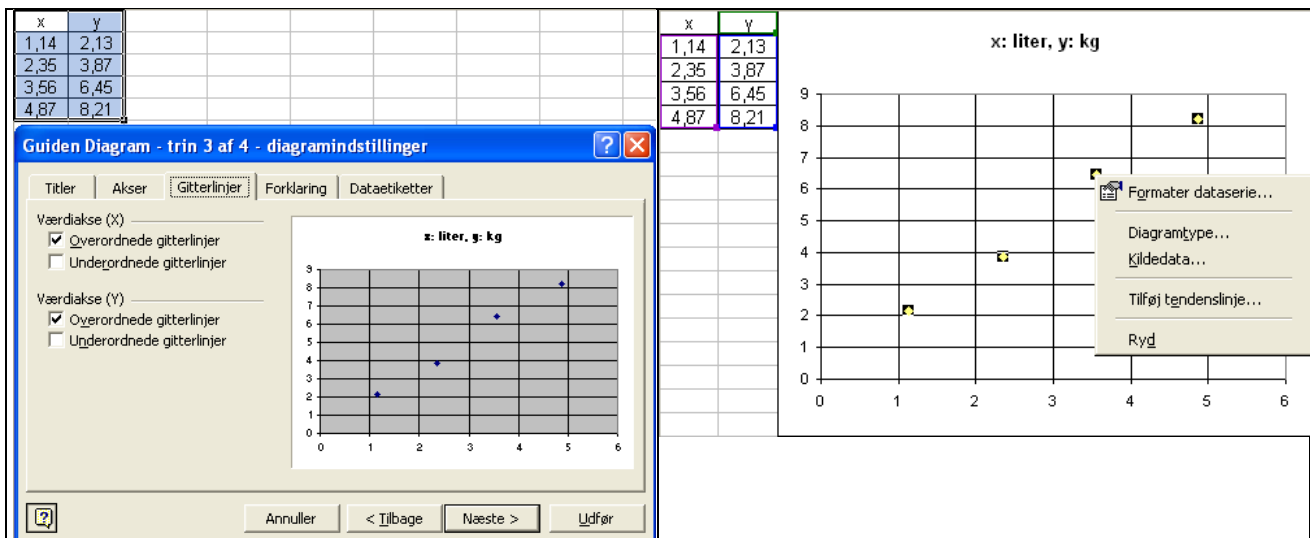 x y
1,14 2,13
2,35 3,87
3,56 6,45
4,87 8,21
Guiden Diagram - trin 3 af 4 - diagramindstillinger
Titler Akser Gitterlinjer Forklaring Dataetiketter
Værdiakse (X)
Overordnede gitterlinjer
Underordnede gitterlinjer
Værdiakse (Y)
Overordnede gitterlinjer
Underordnede gitterlinjer
x: liter, y: kg
9
8
7
6
5
4
3
2
1
0
0 1 2 3 4 5 6
Annuller < Tilbage Næste > Udfør
x y
1,14 2,13
2,35 3,87
3,56 6,45
4,87 8,21
x: liter, y: kg
9
8
7
6
5
4
3
2
1
0
0 1 2 3 4 5 6
Formater dataserie...
Diagramtype...
Kildedata...
Tilføj tendenslinje...
Ryd